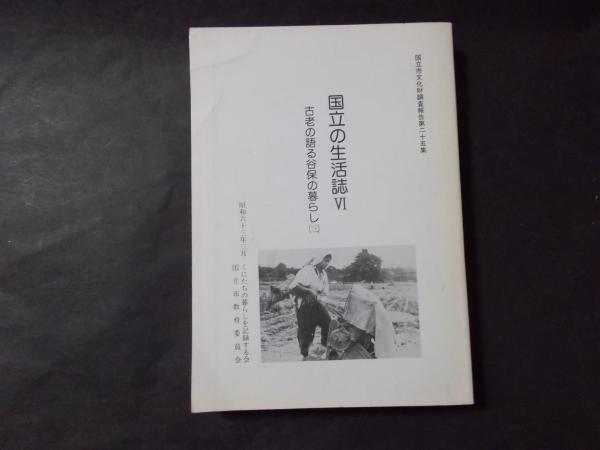 国立市文化財調査報告第二十五集
国立の生活誌Ⅵ
古老の語る谷保の暮らし(三)
昭和六十三年三月
くにたちの暮らしを記録する会
国立市教育委員会